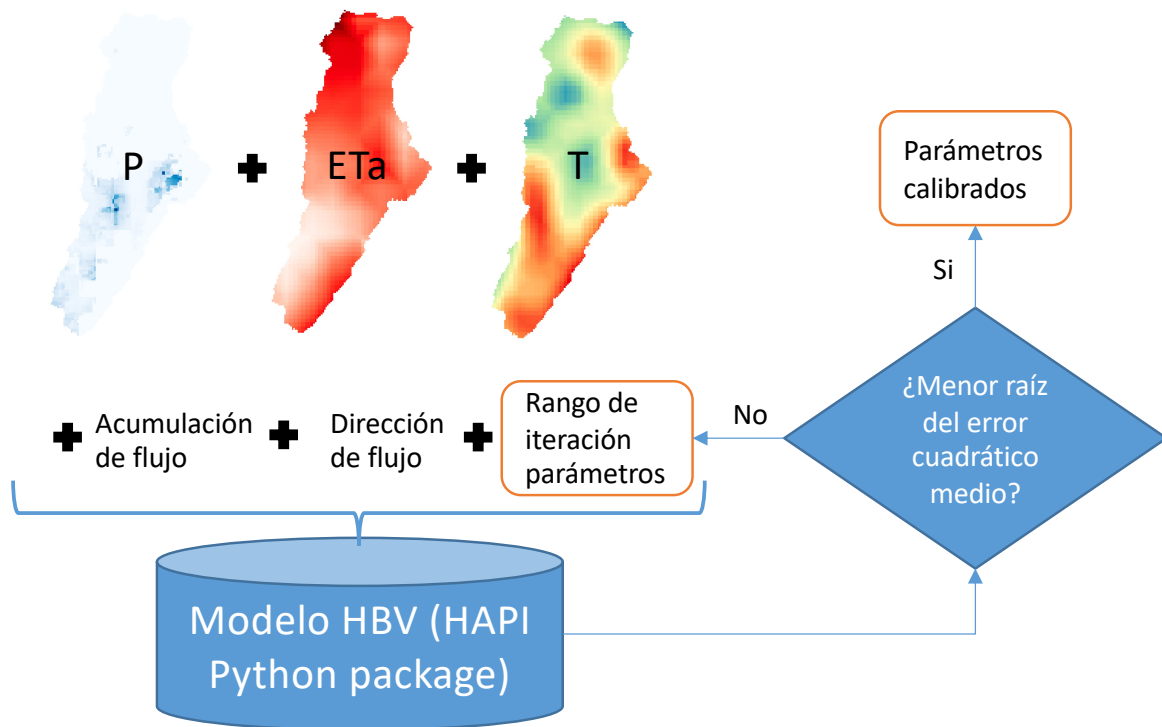 P
ETa
T
Parámetros
calibrados
Si
¿Menor raíz
del error
cuadrático
medio?
No
Acumulación
de flujo
Dirección
de flujo
Rango de
iteración
parámetros
Modelo HBV (HAPI
Python package)